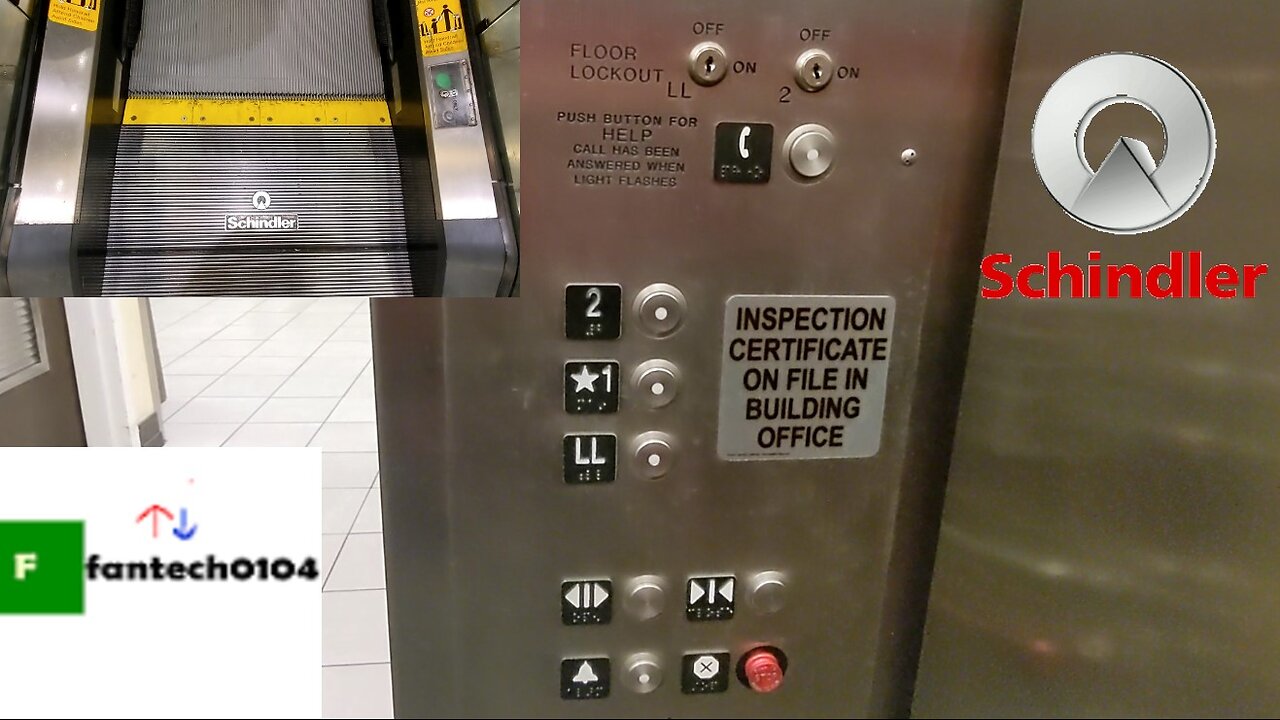 Schindler
OFF
OFF
FLOOR
LOCKOUT
LL
ON
2
ON
PUSH BUTTON FOR
HELP
CALL HAS BEEN
ANSWERED WHEN
LIGHT FLASHES
Schindler
2
★1
LL
INSPECTION
CERTIFICATE
ON FILE IN
BUILDING
OFFICE
F
fantech0104